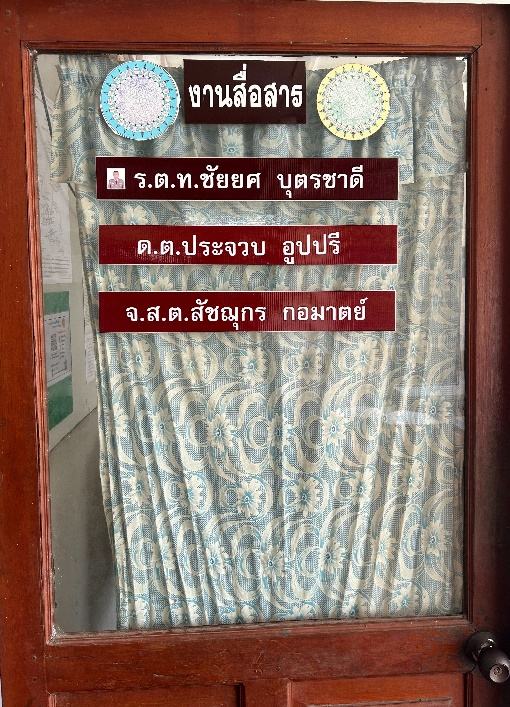 งานสื่อสาร
ร.ต.ท.ชัยยศ บุตรชาดี
ด.ต.ประจวบ อูปปรี
จ.ส.ต.สัชณุกร กอมาตย์